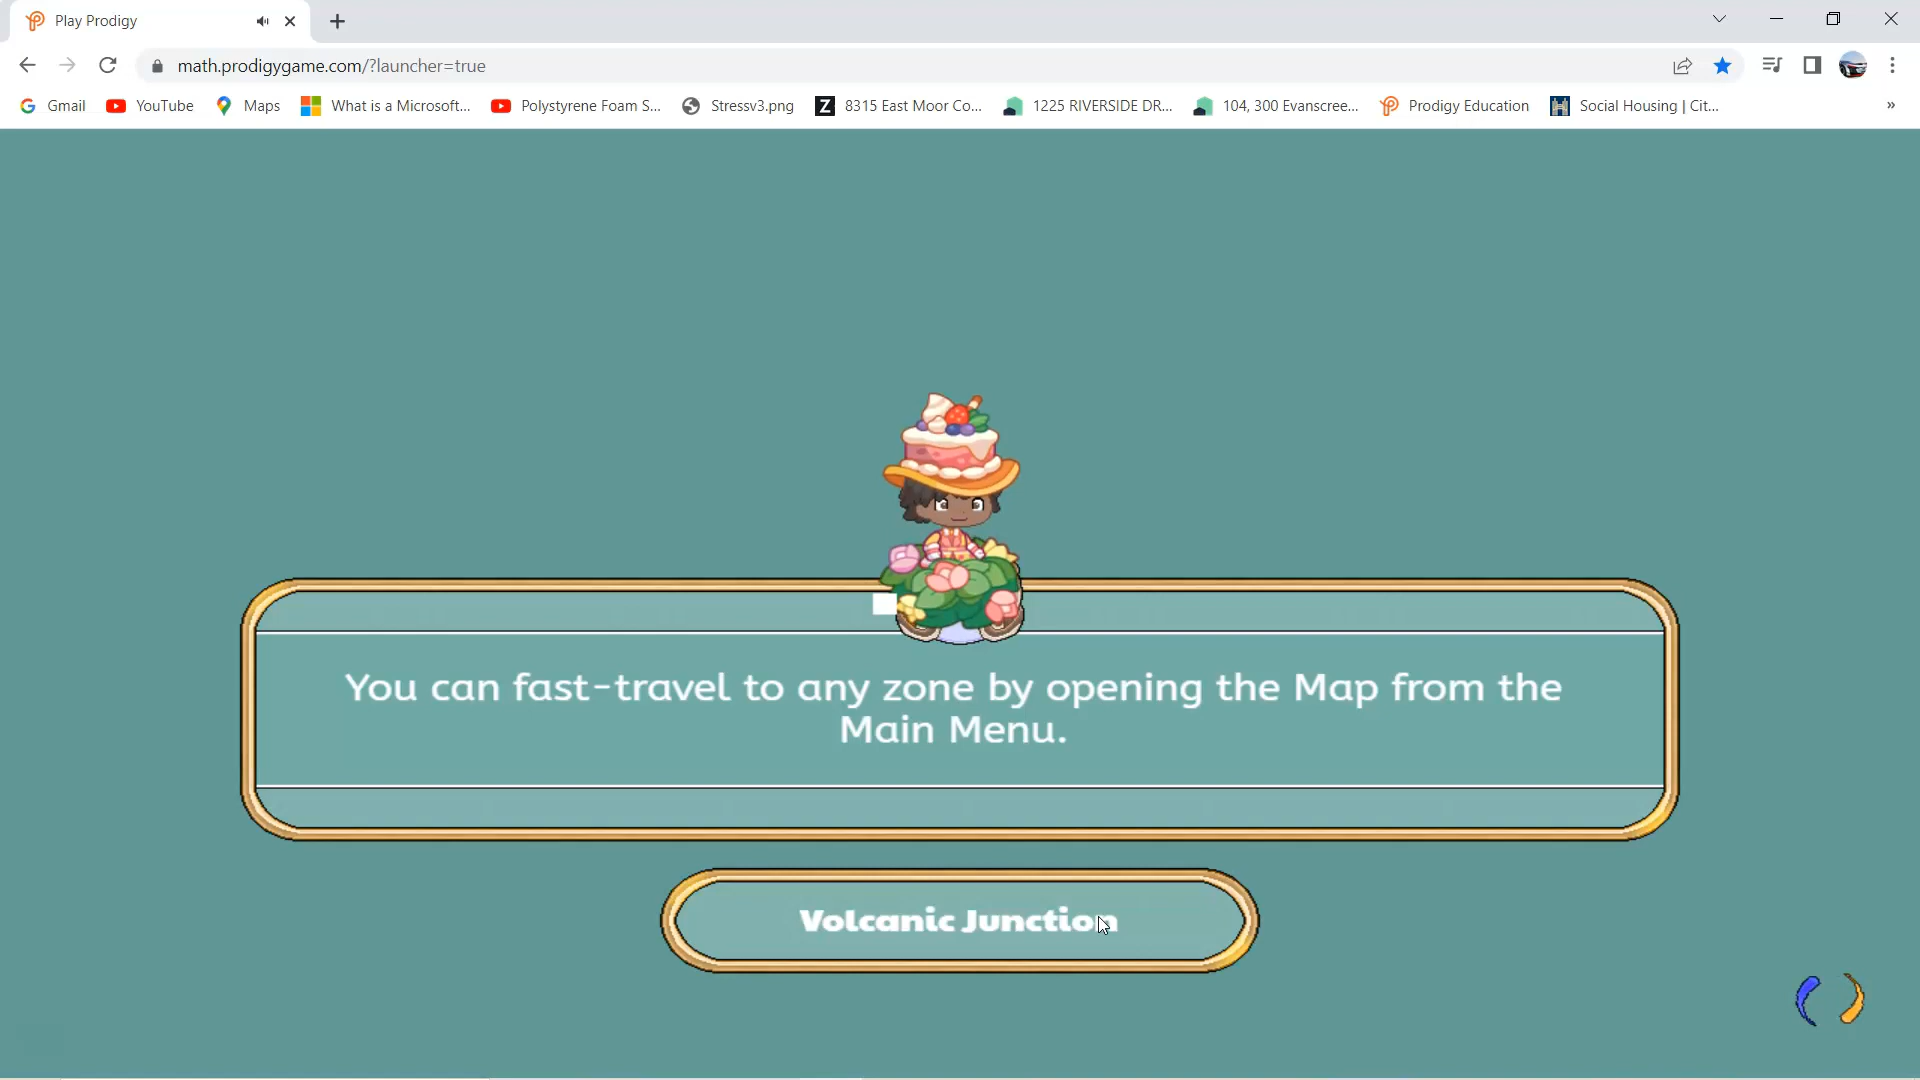 Play Prodigy
math.prodigygame.com/?launcher=true
Gmail YouTube Maps What is a Microsoft... Polystyrene Foam S... Stressv3.png 8315 East Moor Co... 1225 RIVERSIDE DR... 104, 300 Evanscree... Prodigy Education Social Housing | Cit... »
You can fast-travel to any zone by opening the Map from the
Main Menu.
Volcanic Junction